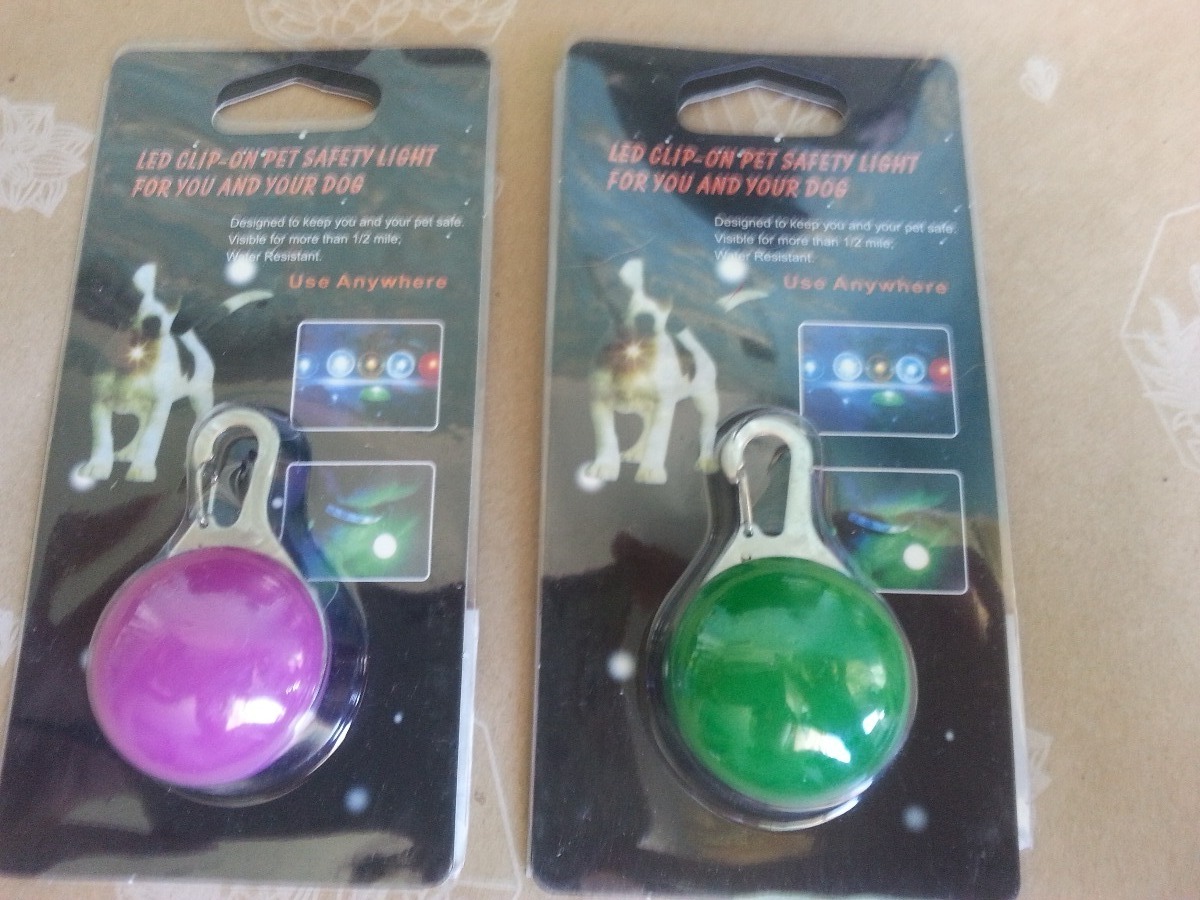 LED CLIP-ON PET SAFETY LIGHT
FOR YOU AND YOUR DOG
Designed to keep you and your pet safe.
Visible for more than 1/2 mile;
Water Resistant.
Use Anywhere
LED CLIP-ON PET SAFETY LIGHT
FOR YOU AND YOUR DOG
Designed to keep you and your pet safe.
Visible for more than 1/2 mile;
Water Resistant.
Use Anywhere